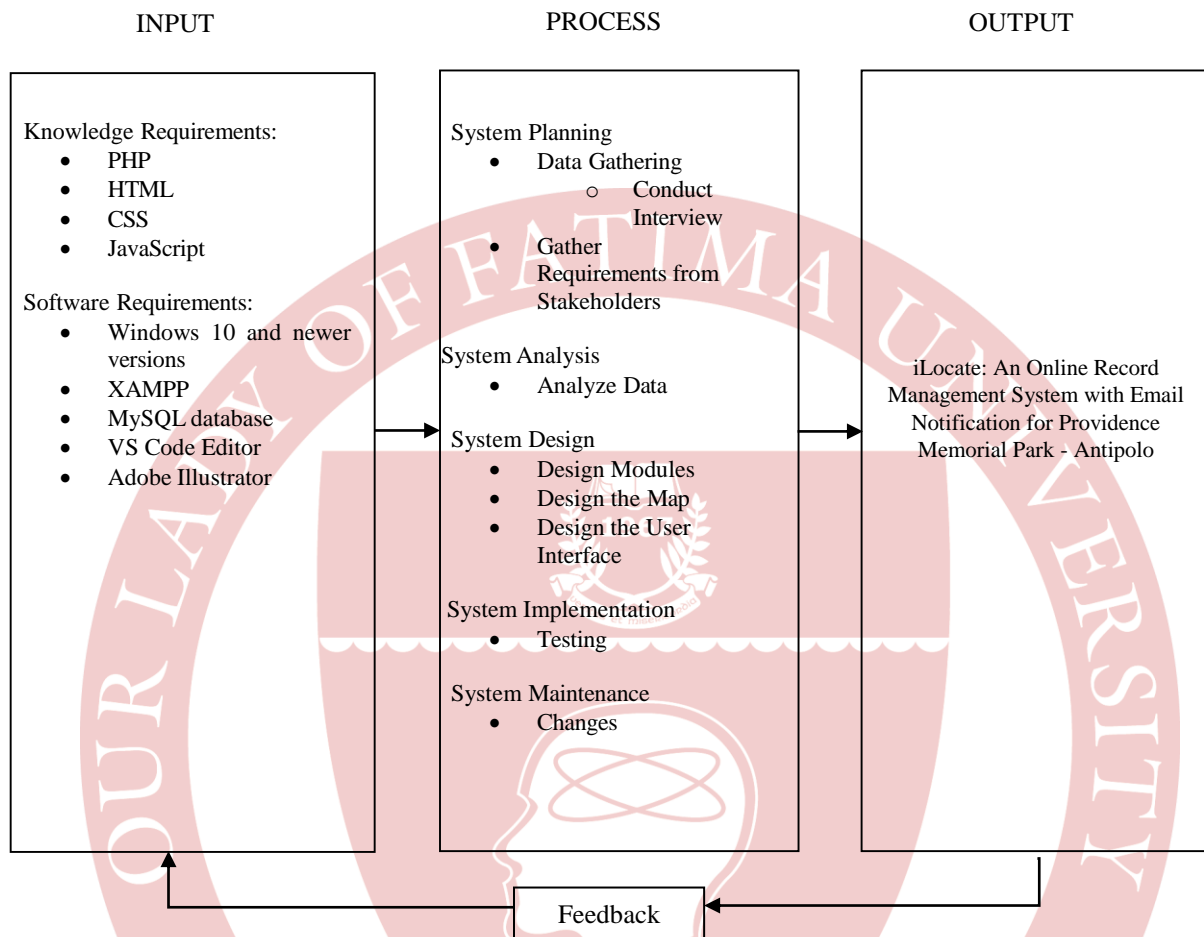 INPUT
PROCESS
OUTPUT
Knowledge Requirements:
• PHP
• HTML
• CSS
• JavaScript
Software Requirements:
• Windows 10 and newer
versions
• XAMPP
• MySQL database
• VS Code Editor
• Adobe Illustrator
System Planning
• Data Gathering
o Conduct
Interview
• Gather
Requirements from
Stakeholders
System Analysis
• Analyze Data
System Design
• Design Modules
• Design the Map
• Design the User
Interface
System Implementation
• Testing
System Maintenance
• Changes
iLocate: An Online Record
Management System with Email
Notification for Providence
Memorial Park - Antipolo
Feedback
OUR LADY OF FATIMA UNIVERSITY